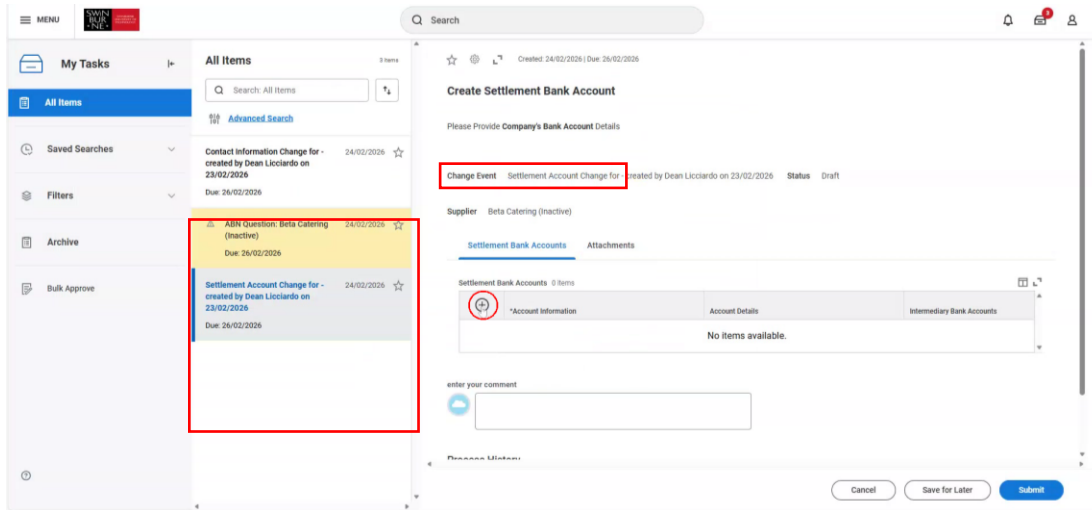 MENU
SWIN
BUR
NE
Search
3
My Tasks
All Items
Saved Searches
Filters
Archive
Bulk Approve
All Items
3 items
Search: All Items
Advanced Search
Contact Information Change for - created by Dean Licciardo on 23/02/2026
24/02/2026
Due: 26/02/2026
ABN Question: Beta Catering (Inactive)
24/02/2026
Due: 26/02/2026
Settlement Account Change for - created by Dean Licciardo on 23/02/2026
24/02/2026
Due: 26/02/2026
Created: 24/02/2026 | Due: 26/02/2026
Create Settlement Bank Account
Please Provide Company's Bank Account Details
Change Event Settlement Account Change for - created by Dean Licciardo on 23/02/2026 Status Draft
Supplier Beta Catering (Inactive)
Settlement Bank Accounts Attachments
Settlement Bank Accounts 0 items
*Account Information Account Details Intermediary Bank Accounts
No items available.
enter your comment
Process History
Cancel Save for Later Submit